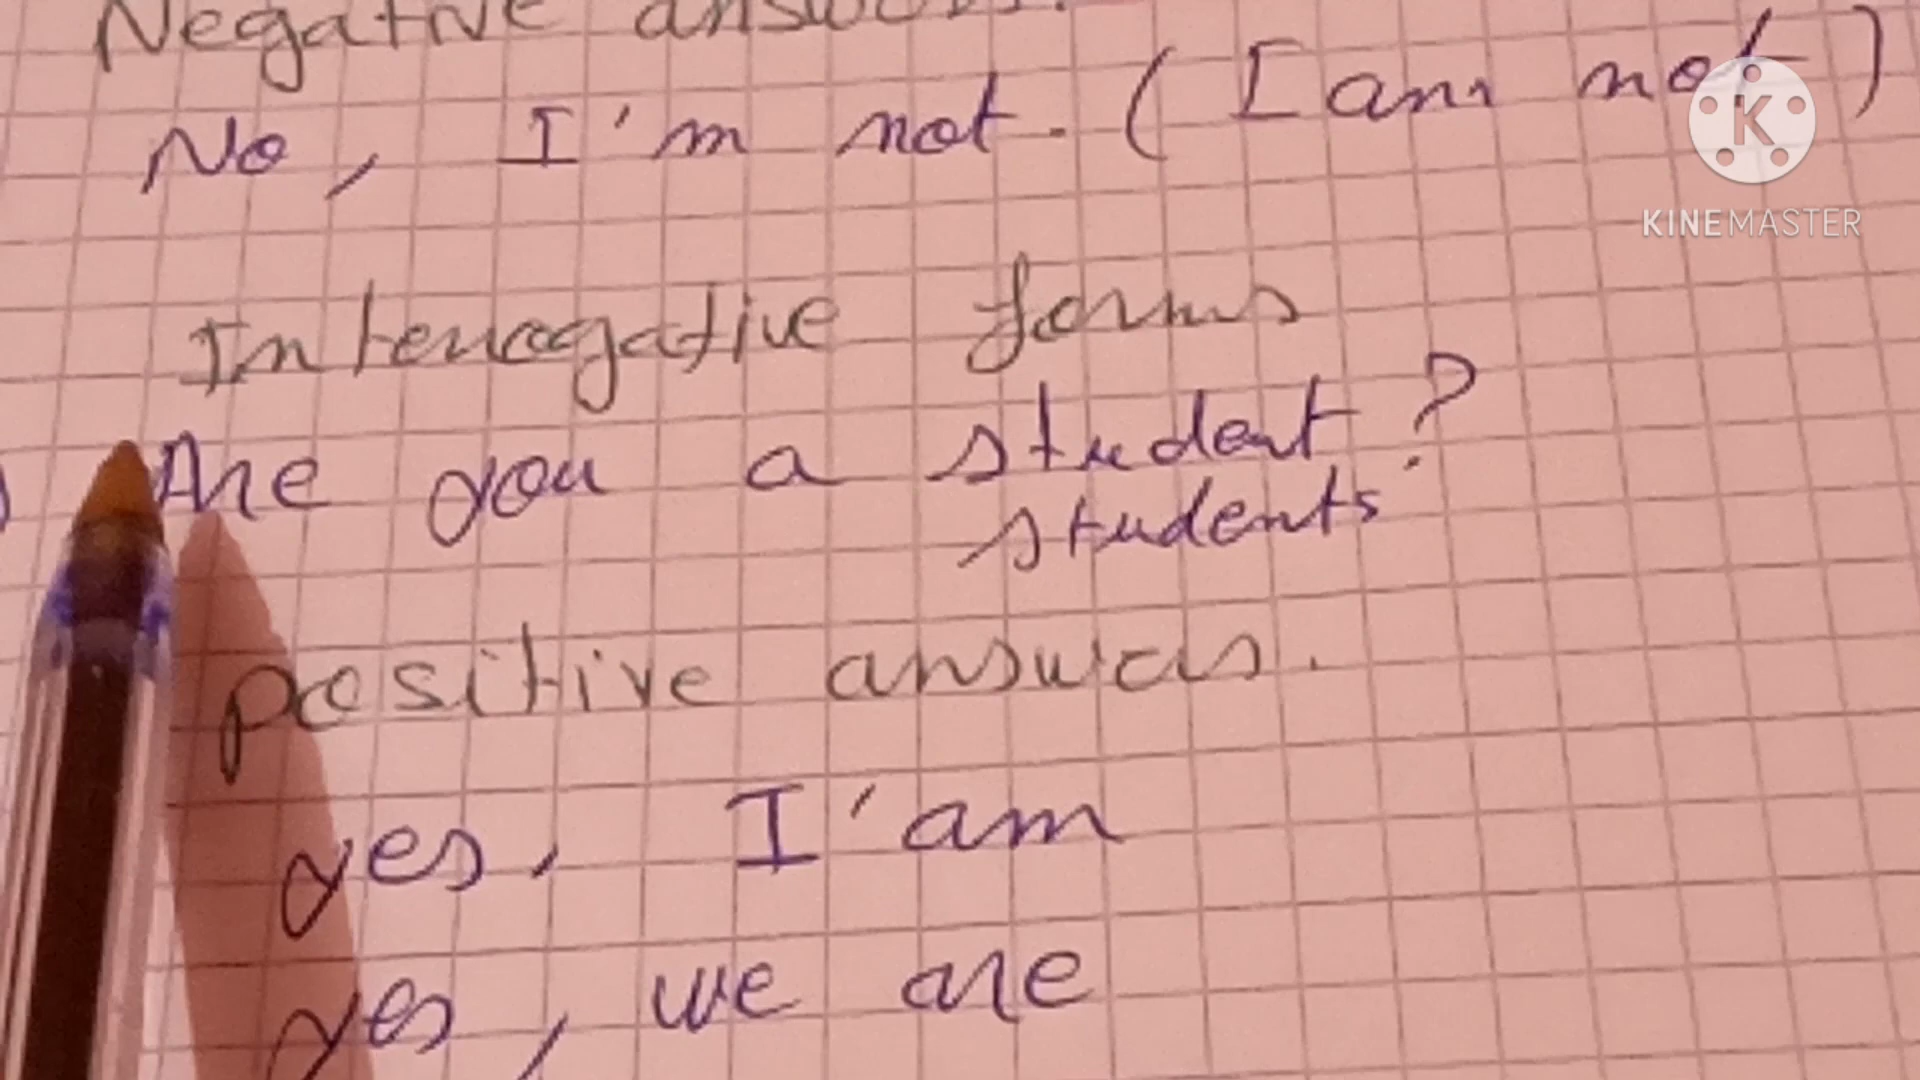 Negative answers.
No, I'm not. (I am not)
K
KINEMASTER
Interrogative forms
Are you a student?
students
positive answers.
yes, I'am
yes, we are